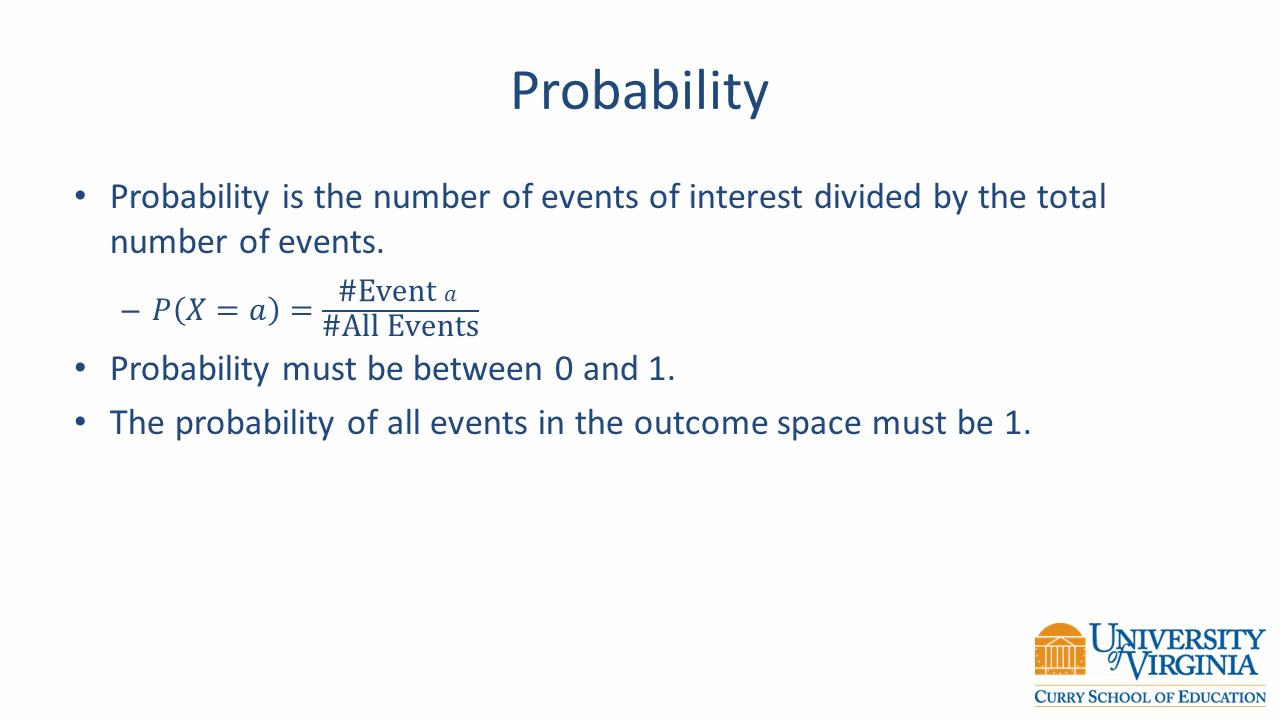 Probability
• Probability is the number of events of interest divided by the total
number of events.
– P(X = a) = #Event a / #All Events
• Probability must be between 0 and 1.
• The probability of all events in the outcome space must be 1.
UNIVERSITY
of VIRGINIA
CURRY SCHOOL OF EDUCATION